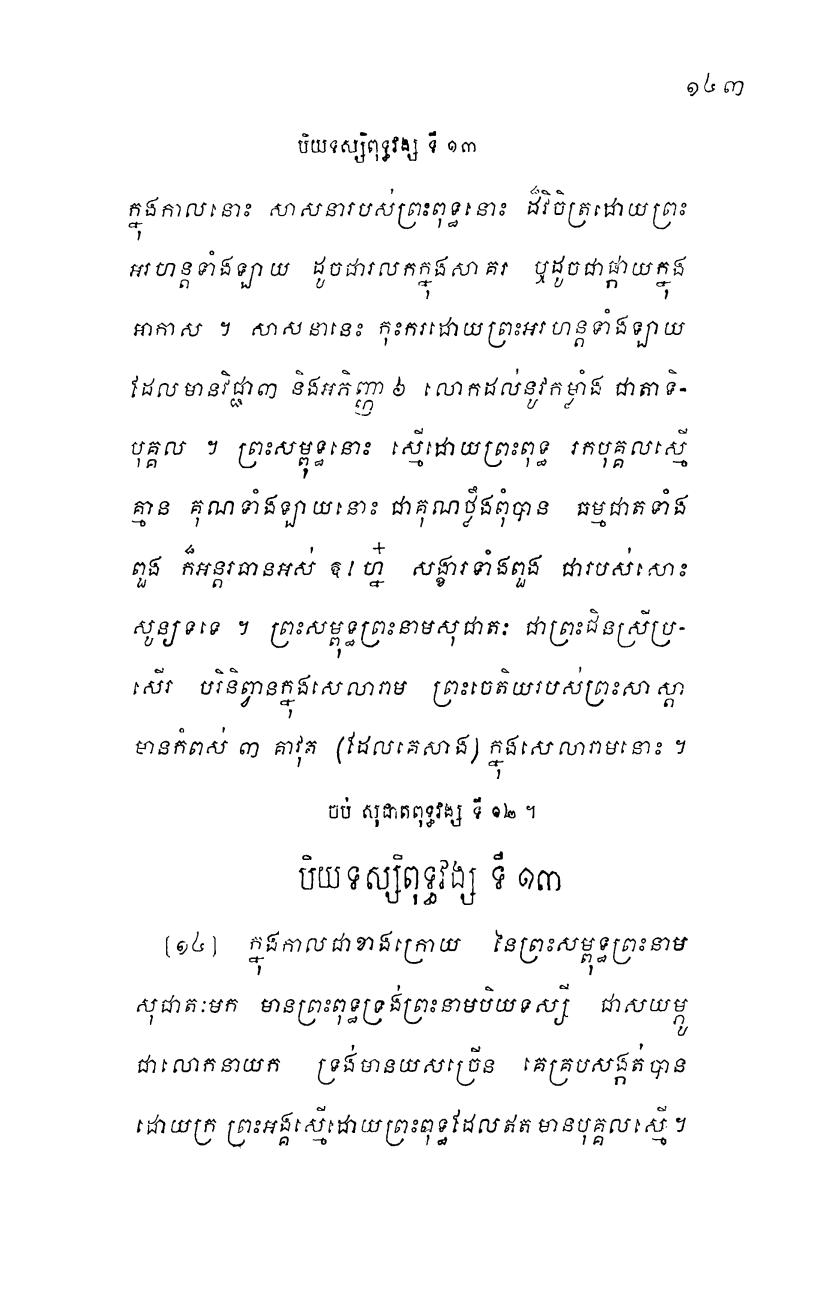 ១៤៣
បិយទស្សិពុទ្ធវង្ស ទី ១៣
ក្នុងកាលនោះ សាសនារបស់ព្រះពុទ្ធនោះ ដ៏វិចិត្រដោយព្រះ
អរហន្តទាំងឡាយ ដូចជារលកក្នុងសាគរ ឬដូចជាផ្កាយក្នុង
អាកាស ។ សាសនានេះ កុះករដោយព្រះអរហន្តទាំងឡាយ
ដែលមានវិជ្ជា៣ និងអភិញ្ញា ៦ លោកដល់នូវកម្លាំង ជាតាទិ-
បុគ្គល ។ ព្រះសម្ពុទ្ធនោះ ស្មើដោយព្រះពុទ្ធ រកបុគ្គលស្មើ
គ្មាន គុណទាំងឡាយនោះ ជាគុណថ្លឹងពុំបាន ធម្មជាតទាំង
ពួង ក៏អន្តរធានអស់ ឱ ! ហ្ន៎ សង្ខារទាំងពួង ជារបស់សោះ
សូន្យទទេ ។ ព្រះសម្ពុទ្ធព្រះនាមសុជាតៈ ជាព្រះជិនស្រីប្រ-
សើរ បរិនិព្វានក្នុងសេលារាម ព្រះចេតិយរបស់ព្រះសាស្តា
មានកំពស់ ៣ គាវុត (ដែលគេសាង) ក្នុងសេលារាមនោះ ។
ចប់ សុជាតពុទ្ធវង្ស ទី ១២ ។
បិយទស្សិពុទ្ធវង្ស ទី ១៣
[១៤] ក្នុងកាលជាខាងក្រោយ នៃព្រះសម្ពុទ្ធព្រះនាម
សុជាតៈមក មានព្រះពុទ្ធទ្រង់ព្រះនាមបិយទស្សី ជាសយម្ភូ
ជាលោកនាយក ទ្រង់មានយសច្រើន គេគ្របសង្កត់បាន
ដោយក្រ ព្រះអង្គស្មើដោយព្រះពុទ្ធដែលឥតមានបុគ្គលស្មើ ។